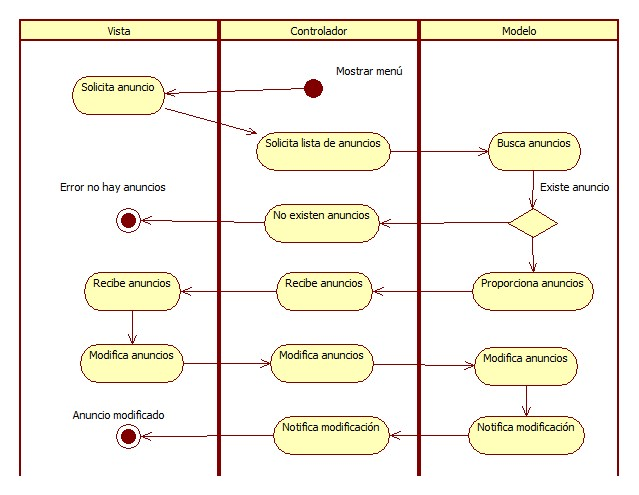 Vista
Controlador
Modelo
Mostrar menú
Solicita anuncio
Solicita lista de anuncios
Busca anuncios
Error no hay anuncios
Existe anuncio
No existen anuncios
Recibe anuncios
Recibe anuncios
Proporciona anuncios
Modifica anuncios
Modifica anuncios
Modifica anuncios
Anuncio modificado
Notifica modificación
Notifica modificación